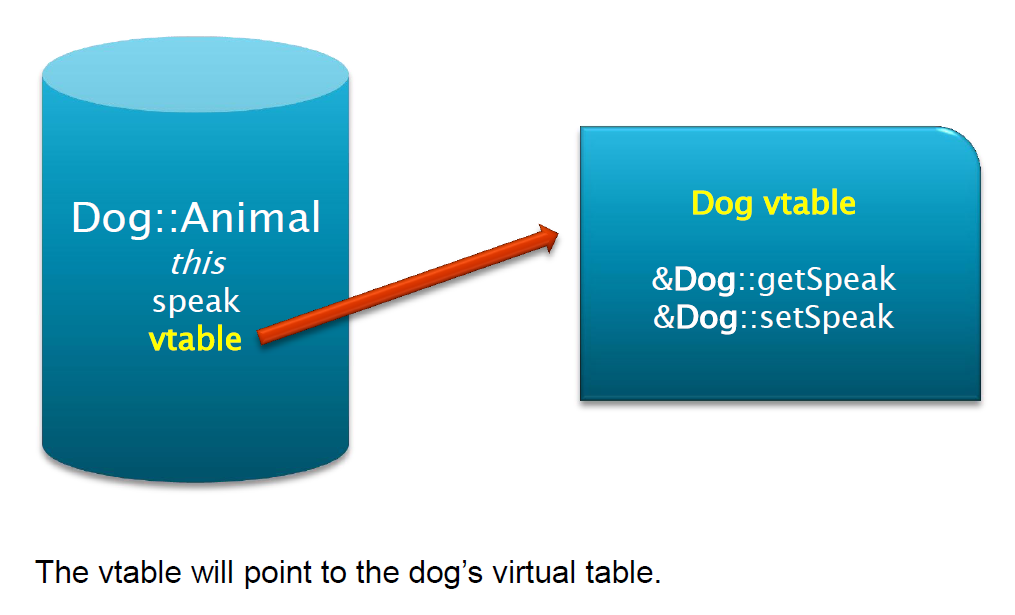 Dog::Animal
this
speak
vtable
Dog vtable
&Dog::getSpeak
&Dog::setSpeak
The vtable will point to the dog’s virtual table.